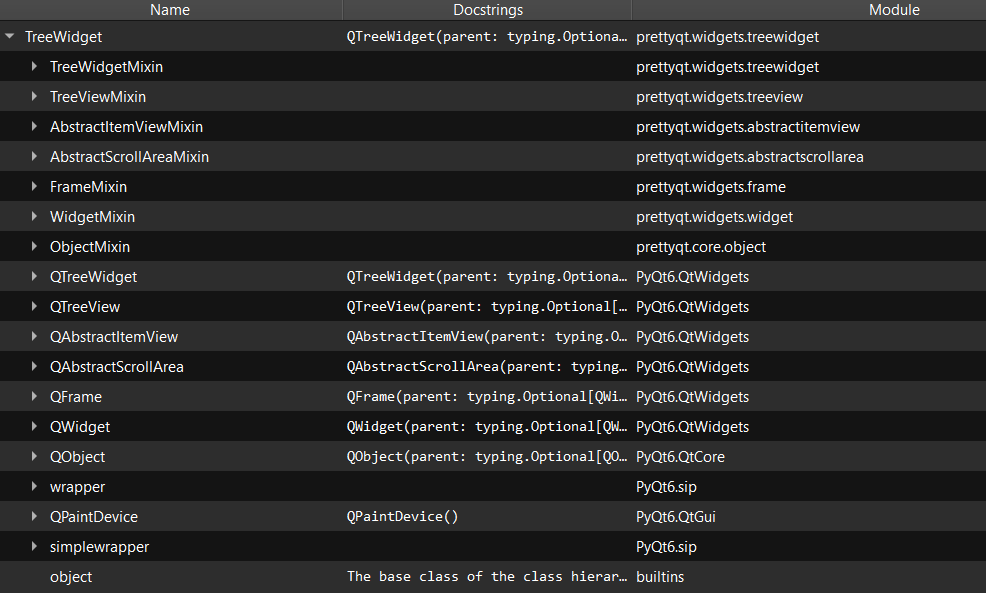 Name Docstrings Module
TreeWidget QTreeWidget(parent: typing.Optiona… prettyqt.widgets.treewidget
TreeWidgetMixin prettyqt.widgets.treewidget
TreeViewMixin prettyqt.widgets.treeview
AbstractItemViewMixin prettyqt.widgets.abstractitemview
AbstractScrollAreaMixin prettyqt.widgets.abstractscrollarea
FrameMixin prettyqt.widgets.frame
WidgetMixin prettyqt.widgets.widget
ObjectMixin prettyqt.core.object
QTreeWidget QTreeWidget(parent: typing.Optiona… PyQt6.QtWidgets
QTreeView QTreeView(parent: typing.Optional[… PyQt6.QtWidgets
QAbstractItemView QAbstractItemView(parent: typing.O… PyQt6.QtWidgets
QAbstractScrollArea QAbstractScrollArea(parent: typing… PyQt6.QtWidgets
QFrame QFrame(parent: typing.Optional[QWi… PyQt6.QtWidgets
QWidget QWidget(parent: typing.Optional[QW… PyQt6.QtWidgets
QObject QObject(parent: typing.Optional[QO… PyQt6.QtCore
wrapper PyQt6.sip
QPaintDevice QPaintDevice() PyQt6.QtGui
simplewrapper PyQt6.sip
object The base class of the class hierar… builtins